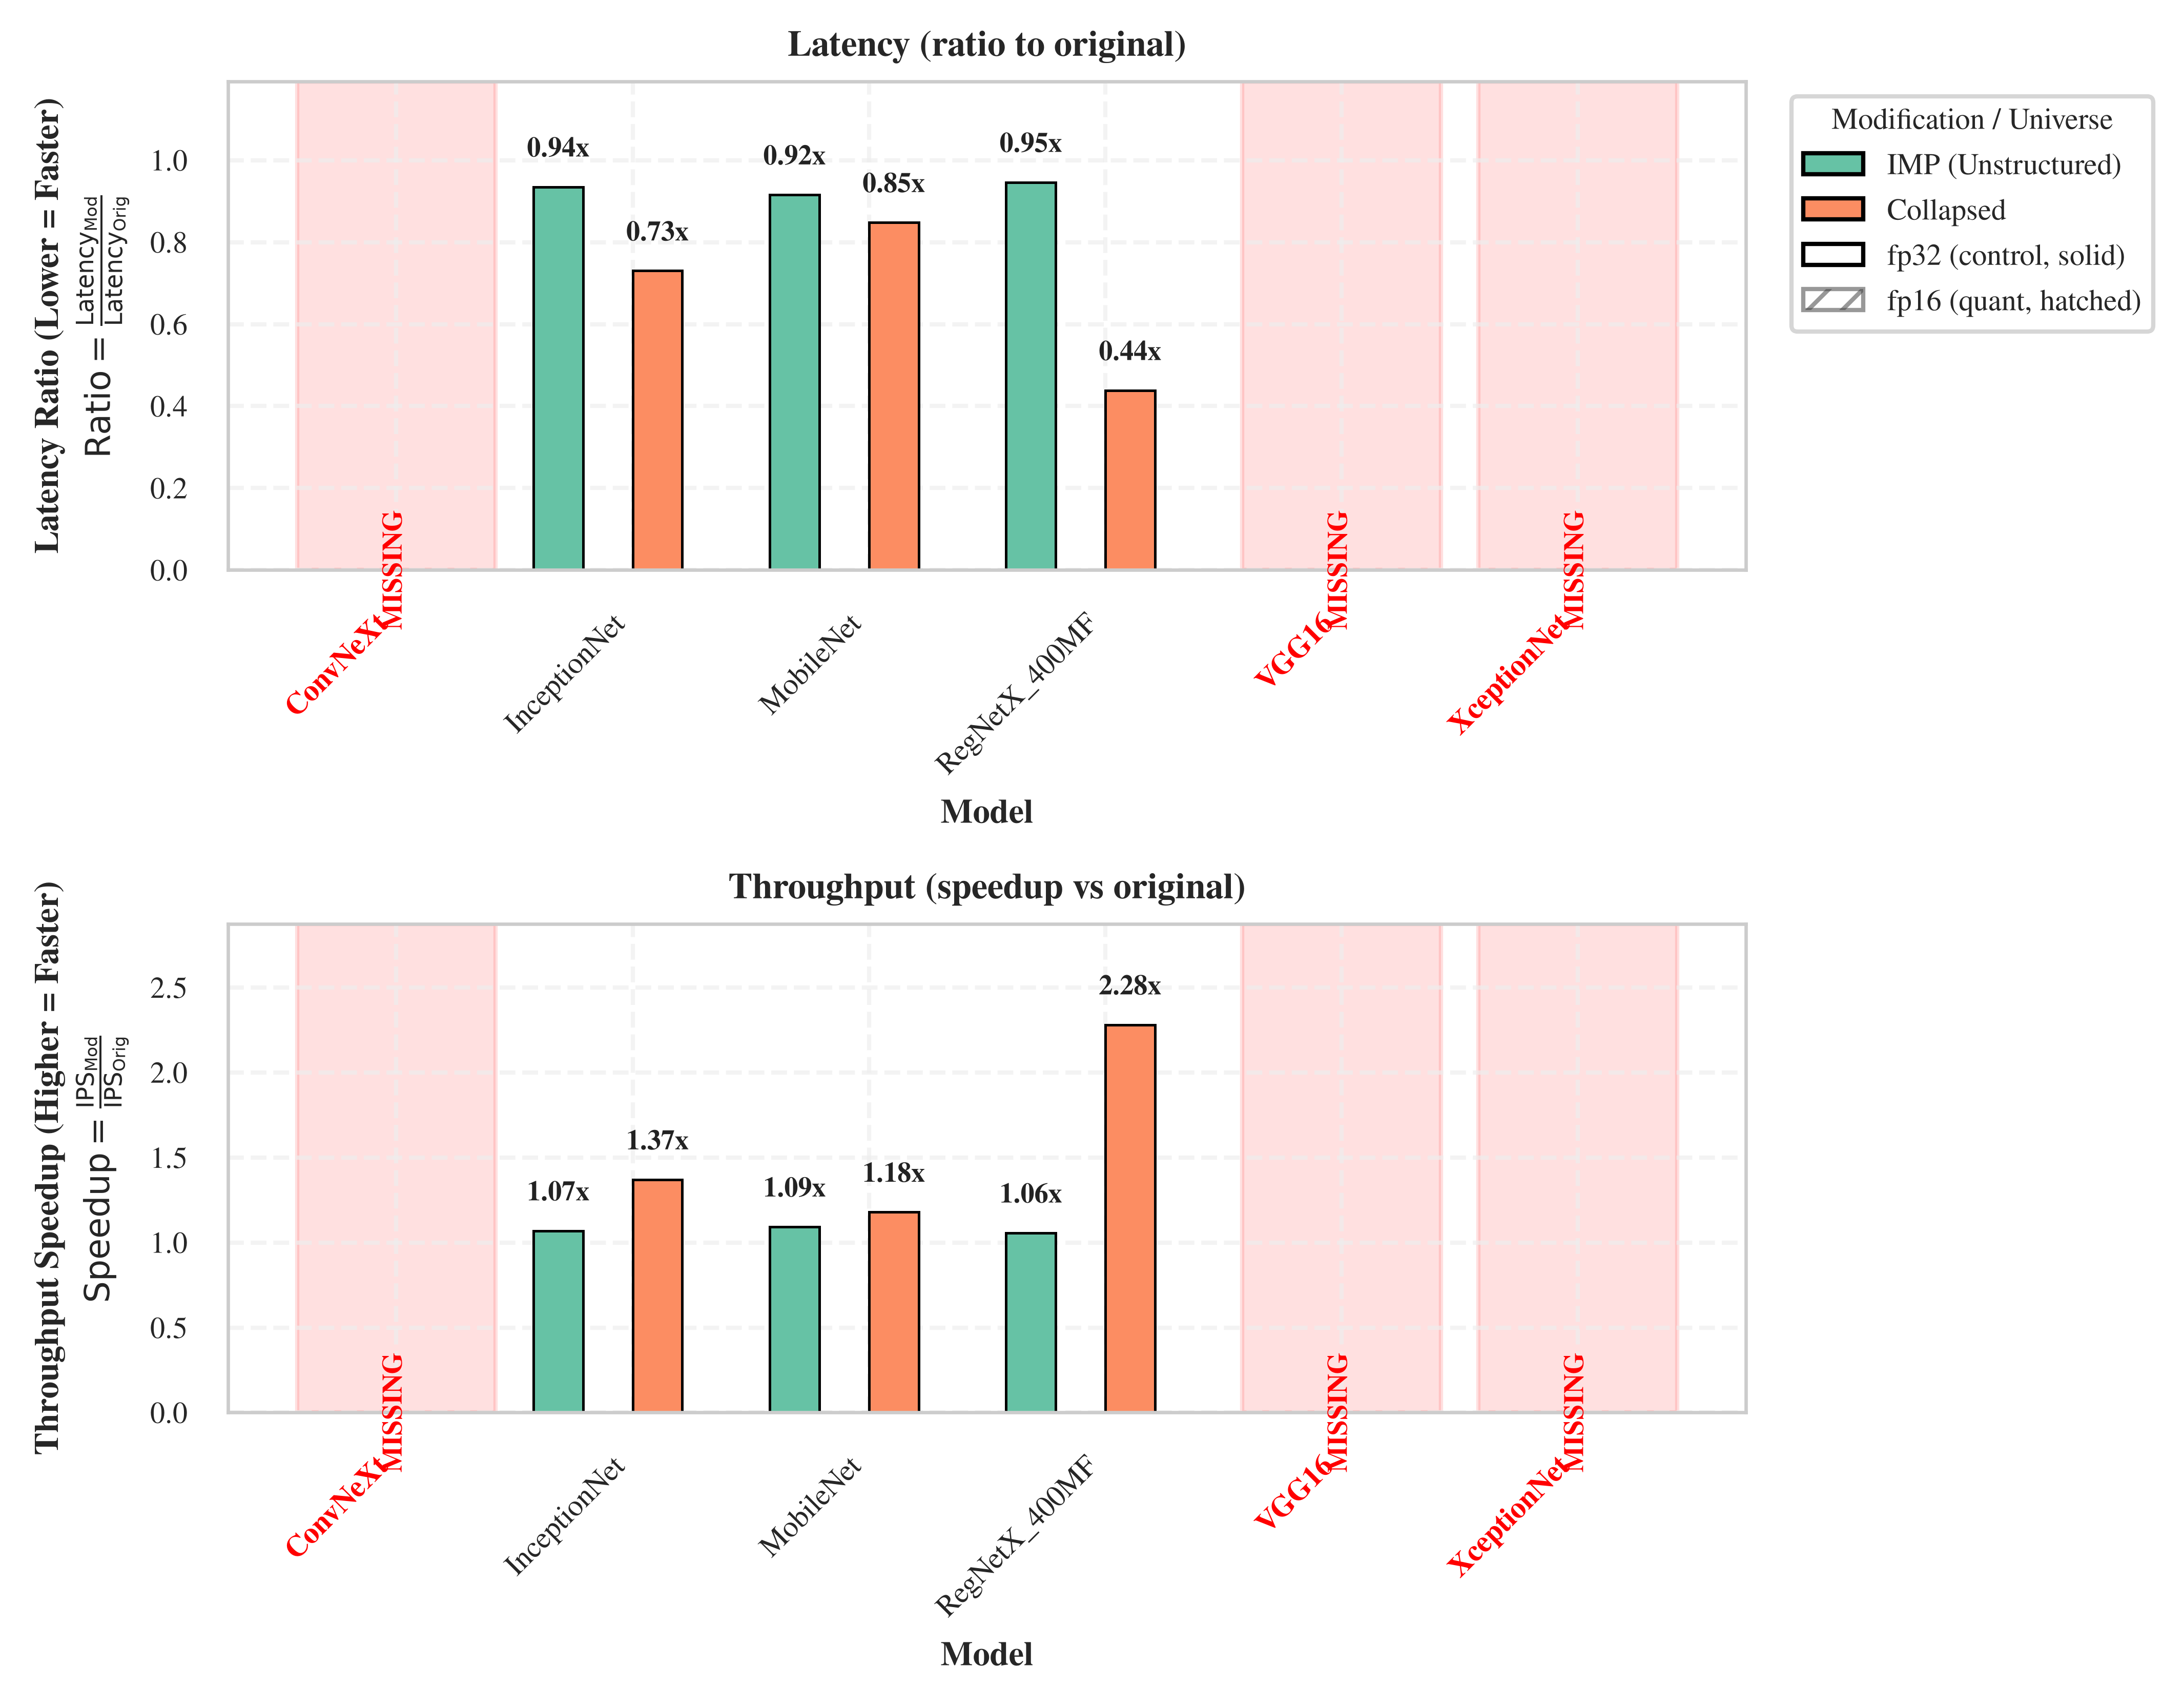 Latency (ratio to original)
Latency Ratio (Lower = Faster)
Ratio = Latency_Mod / Latency_Orig
1.0
0.8
0.6
0.4
0.2
0.0
0.94x
0.73x
0.92x
0.85x
0.95x
0.44x
MISSING
MISSING
MISSING
ConvNeXt
InceptionNet
MobileNet
RegNetX_400MF
VGG16
XceptionNet
Model
Modification / Universe
IMP (Unstructured)
Collapsed
fp32 (control, solid)
fp16 (quant, hatched)
Throughput (speedup vs original)
Throughput Speedup (Higher = Faster)
Speedup = IPS_Mod / IPS_Orig
2.5
2.0
1.5
1.0
0.5
0.0
1.07x
1.37x
1.09x
1.18x
1.06x
2.28x
MISSING
MISSING
MISSING
ConvNeXt
InceptionNet
MobileNet
RegNetX_400MF
VGG16
XceptionNet
Model